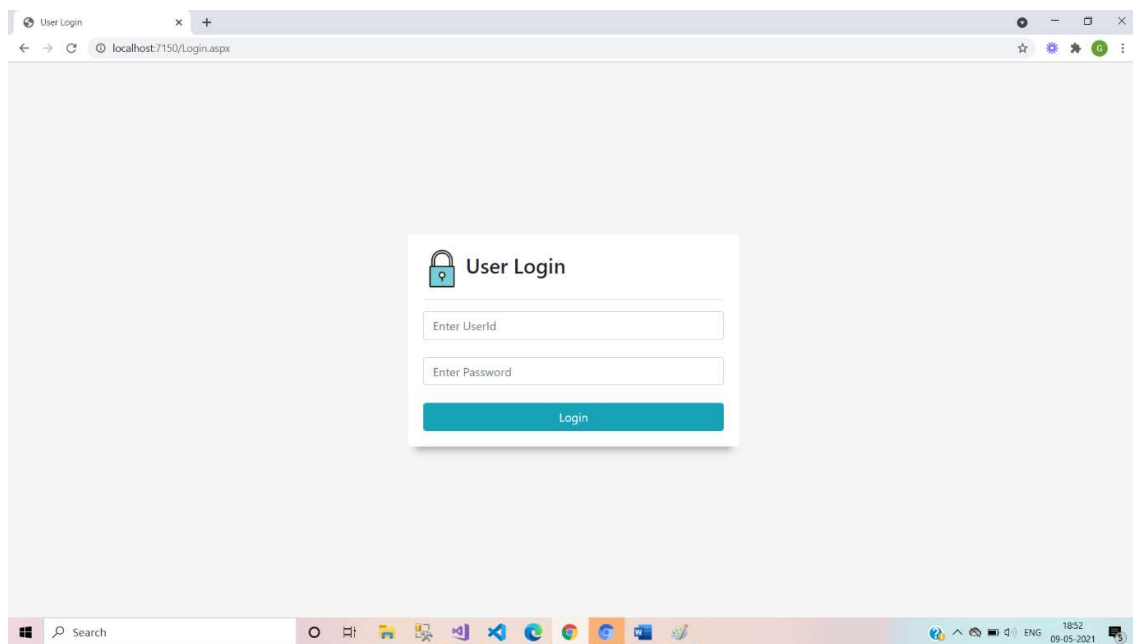 User Login
localhost:7150/Login.aspx
G
User Login
Enter UserId
Enter Password
Login
Search
ENG
18:52
09-05-2021
5